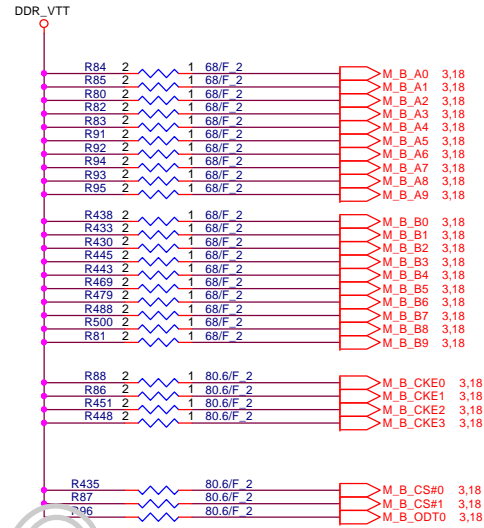 DDR_VTT
R84 2 1 68/F_2 M_B_A0 3,18
R85 2 1 68/F_2 M_B_A1 3,18
R80 2 1 68/F_2 M_B_A2 3,18
R82 2 1 68/F_2 M_B_A3 3,18
R83 2 1 68/F_2 M_B_A4 3,18
R91 2 1 68/F_2 M_B_A5 3,18
R92 2 1 68/F_2 M_B_A6 3,18
R94 2 1 68/F_2 M_B_A7 3,18
R93 2 1 68/F_2 M_B_A8 3,18
R95 2 1 68/F_2 M_B_A9 3,18
R438 2 1 68/F_2 M_B_B0 3,18
R433 2 1 68/F_2 M_B_B1 3,18
R430 2 1 68/F_2 M_B_B2 3,18
R445 2 1 68/F_2 M_B_B3 3,18
R443 2 1 68/F_2 M_B_B4 3,18
R469 2 1 68/F_2 M_B_B5 3,18
R479 2 1 68/F_2 M_B_B6 3,18
R488 2 1 68/F_2 M_B_B7 3,18
R500 2 1 68/F_2 M_B_B8 3,18
R81 2 1 68/F_2 M_B_B9 3,18
R88 2 1 80.6/F_2 M_B_CKE0 3,18
R86 2 1 80.6/F_2 M_B_CKE1 3,18
R451 2 1 80.6/F_2 M_B_CKE2 3,18
R448 2 1 80.6/F_2 M_B_CKE3 3,18
R435 80.6/F_2 M_B_CS#0 3,18
R87 80.6/F_2 M_B_CS#1 3,18
R96 80.6/F_2 M_B_ODT0 3,18